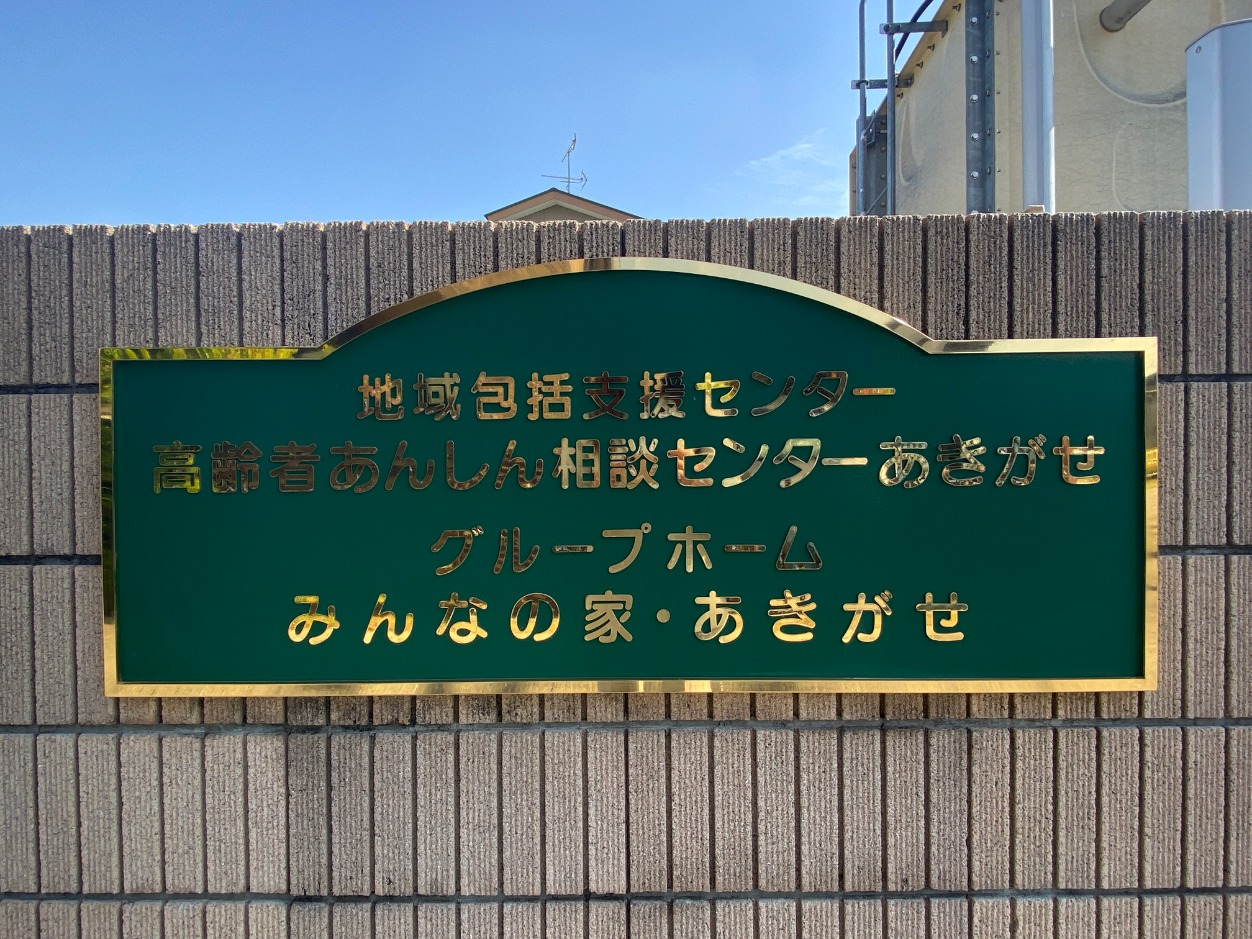 地域包括支援センター
高齢者あんしん相談センターあきがせ
グループホーム
みんなの家・あきがせ